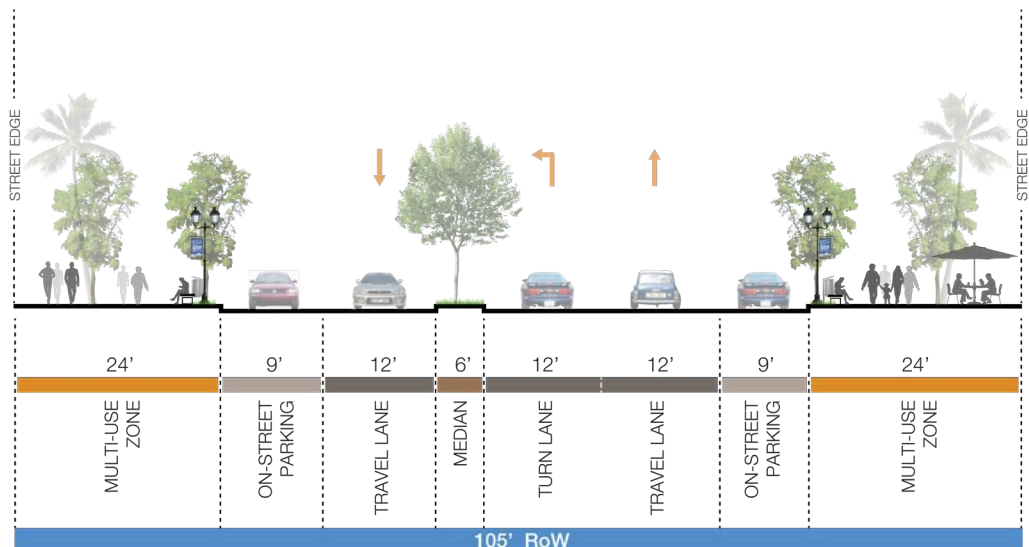 STREET EDGE
STREET EDGE
24’
9’
12’
6’
12’
12’
9’
24’
MULTI-USE
ZONE
ON-STREET
PARKING
TRAVEL LANE
MEDIAN
TURN LANE
TRAVEL LANE
ON-STREET
PARKING
MULTI-USE
ZONE
105’ RoW